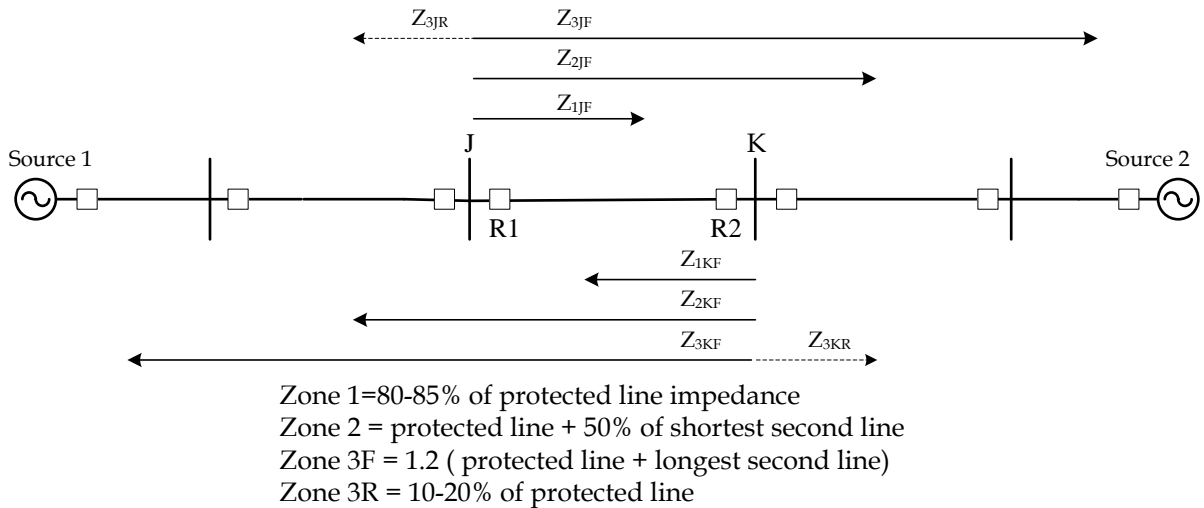 Z3JR Z3JF
Z2JF
Z1JF
J K
Source 1 Source 2
R1 R2
Z1KF
Z2KF
Z3KF Z3KR
Zone 1=80-85% of protected line impedance
Zone 2 = protected line + 50% of shortest second line
Zone 3F = 1.2 ( protected line + longest second line)
Zone 3R = 10-20% of protected line